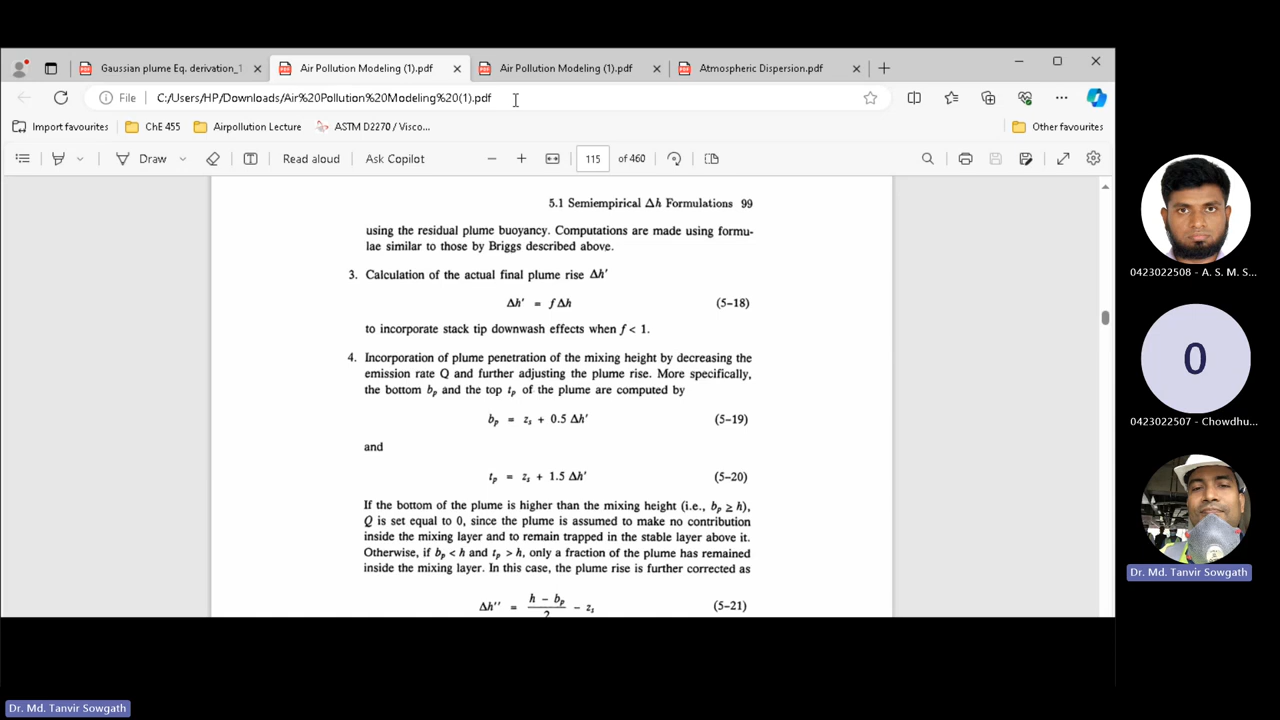 Gaussian plume Eq. derivation_1
Air Pollution Modeling (1).pdf
Air Pollution Modeling (1).pdf
Atmospheric Dispersion.pdf
File C:/Users/HP/Downloads/Air%20Pollution%20Modeling%20(1).pdf
Import favourites
ChE 455
Airpollution Lecture
ASTM D2270 / Visco...
Other favourites
Draw
Read aloud
Ask Copilot
115 of 460
5.1 Semiempirical Δh Formulations 99
using the residual plume buoyancy. Computations are made using formu-
lae similar to those by Briggs described above.
3. Calculation of the actual final plume rise Δh'
Δh' = f Δh (5-18)
to incorporate stack tip downwash effects when f < 1.
4. Incorporation of plume penetration of the mixing height by decreasing the
emission rate Q and further adjusting the plume rise. More specifically,
the bottom bₚ and the top tₚ of the plume are computed by
bₚ = zₛ + 0.5 Δh' (5-19)
and
tₚ = zₛ + 1.5 Δh' (5-20)
If the bottom of the plume is higher than the mixing height (i.e., bₚ ≥ h),
Q is set equal to 0, since the plume is assumed to make no contribution
inside the mixing layer and to remain trapped in the stable layer above it.
Otherwise, if bₚ < h and tₚ > h, only a fraction of the plume has remained
inside the mixing layer. In this case, the plume rise is further corrected as
Δh'' = (h − bₚ)/2 − zₛ (5-21)
0423022508 - A. S. M. S...
0
0423022507 - Chowdhu...
Dr. Md. Tanvir Sowgath
Dr. Md. Tanvir Sowgath